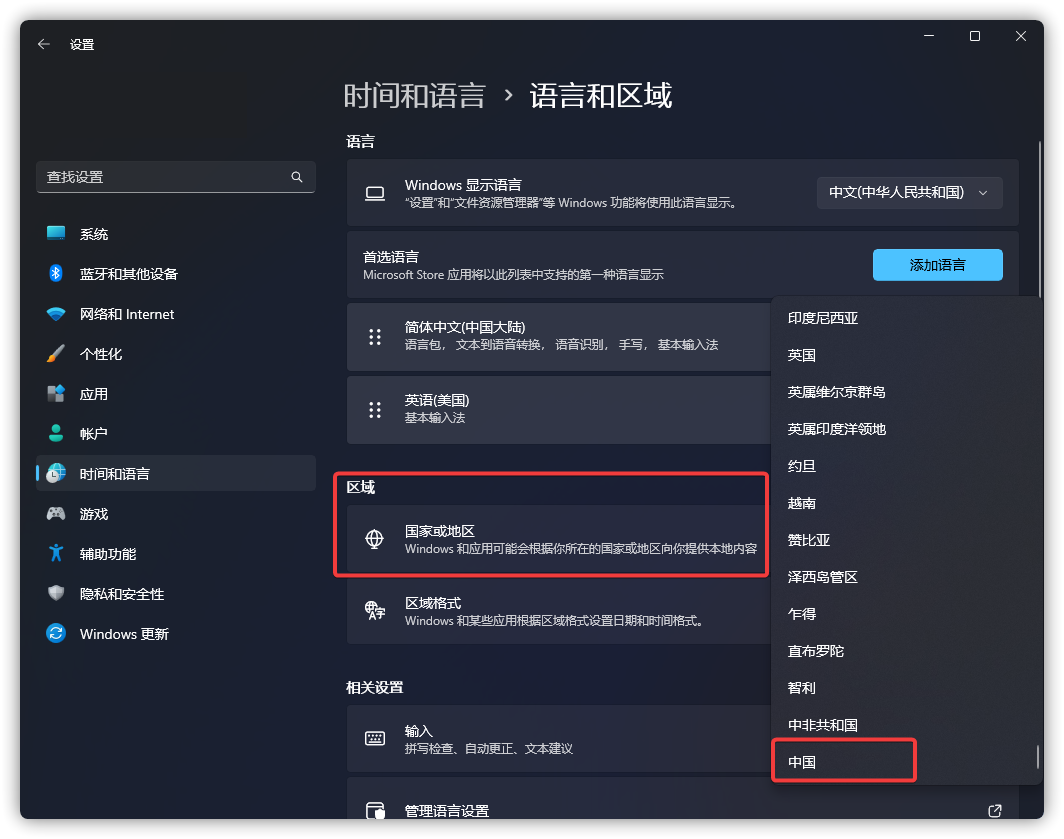 设置
时间和语言 › 语言和区域
查找设置
系统
蓝牙和其他设备
网络和 Internet
个性化
应用
帐户
时间和语言
游戏
辅助功能
隐私和安全性
Windows 更新
语言
Windows 显示语言
“设置”和“文件资源管理器”等 Windows 功能将使用此语言显示。
中文(中华人民共和国)
首选语言
Microsoft Store 应用将以此列表中支持的第一种语言显示
添加语言
简体中文(中国大陆)
语言包， 文本到语音转换， 语音识别， 手写， 基本输入法
英语(美国)
基本输入法
区域
国家或地区
Windows 和应用可能会根据你所在的国家或地区向你提供本地内容
区域格式
Windows 和某些应用根据区域格式设置日期和时间格式。
相关设置
输入
拼写检查、自动更正、文本建议
管理语言设置
印度尼西亚
英国
英属维尔京群岛
英属印度洋领地
约旦
越南
赞比亚
泽西岛管区
乍得
直布罗陀
智利
中非共和国
中国